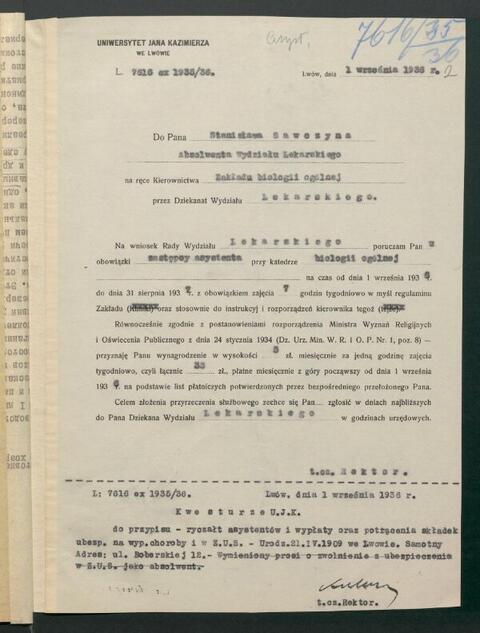 7616/35
36
Asyst.
2
UNIWERSYTET JANA KAZIMIERZA
WE LWOWIE
L. 7616 ex 1935/36.
Lwów, dnia 1 września 1936 r.
Do Pana Stanisława Sawczyna
Absolwenta Wydziału Lekarskiego
na ręce Kierownictwa Zakładu biologii ogólnej
przez Dziekanat Wydziału Lekarskiego.
Na wniosek Rady Wydziału Lekarskiego poruczam Panu
obowiązki zastępcy asystenta przy katedrze biologii ogólnej
na czas od dnia 1 września 1936
do dnia 31 sierpnia 1937 z obowiązkiem zajęcia 7 godzin tygodniowo w myśl regulaminu
Zakładu oraz stosownie do instrukcyj i rozporządzeń kierownika tegoż
Równocześnie zgodnie z postanowieniami rozporządzenia Ministra Wyznań Religijnych
i Oświecenia Publicznego z dnia 24 stycznia 1934 (Dz. Urz. Min. W. R. i O. P. Nr. 1, poz. 8) —
przyznaję Panu wynagrodzenie w wysokości 5 zł. miesięcznie za jedną godzinę zajęcia
tygodniowo, czyli łącznie 35 zł., płatne miesięcznie z góry począwszy od dnia 1 września
1936 na podstawie list płatniczych potwierdzonych przez bezpośredniego przełożonego Pana.
Celem złożenia przyrzeczenia służbowego zechce się Pan zgłosić w dniach najbliższych
do Pana Dziekana Wydziału Lekarskiego w godzinach urzędowych.
t.cz. Rektor.
L: 7616 ex 1935/36. Lwów, dnia 1 września 1936 r.
Kwesturze U.J.K.
do przypisu - ryczałt asystentów i wypłaty oraz potrącenia składek
ubezp. na wyp.choroby i w Z.U.S. - Urodz.21.IV.1909 we Lwowie. Samotny
Adres: ul. Boberskiej 12.- Wymieniony prosi o zwolnienie z ubezpieczenia
w Z.U.S. jako absolwent.
t.cz.Rektor.